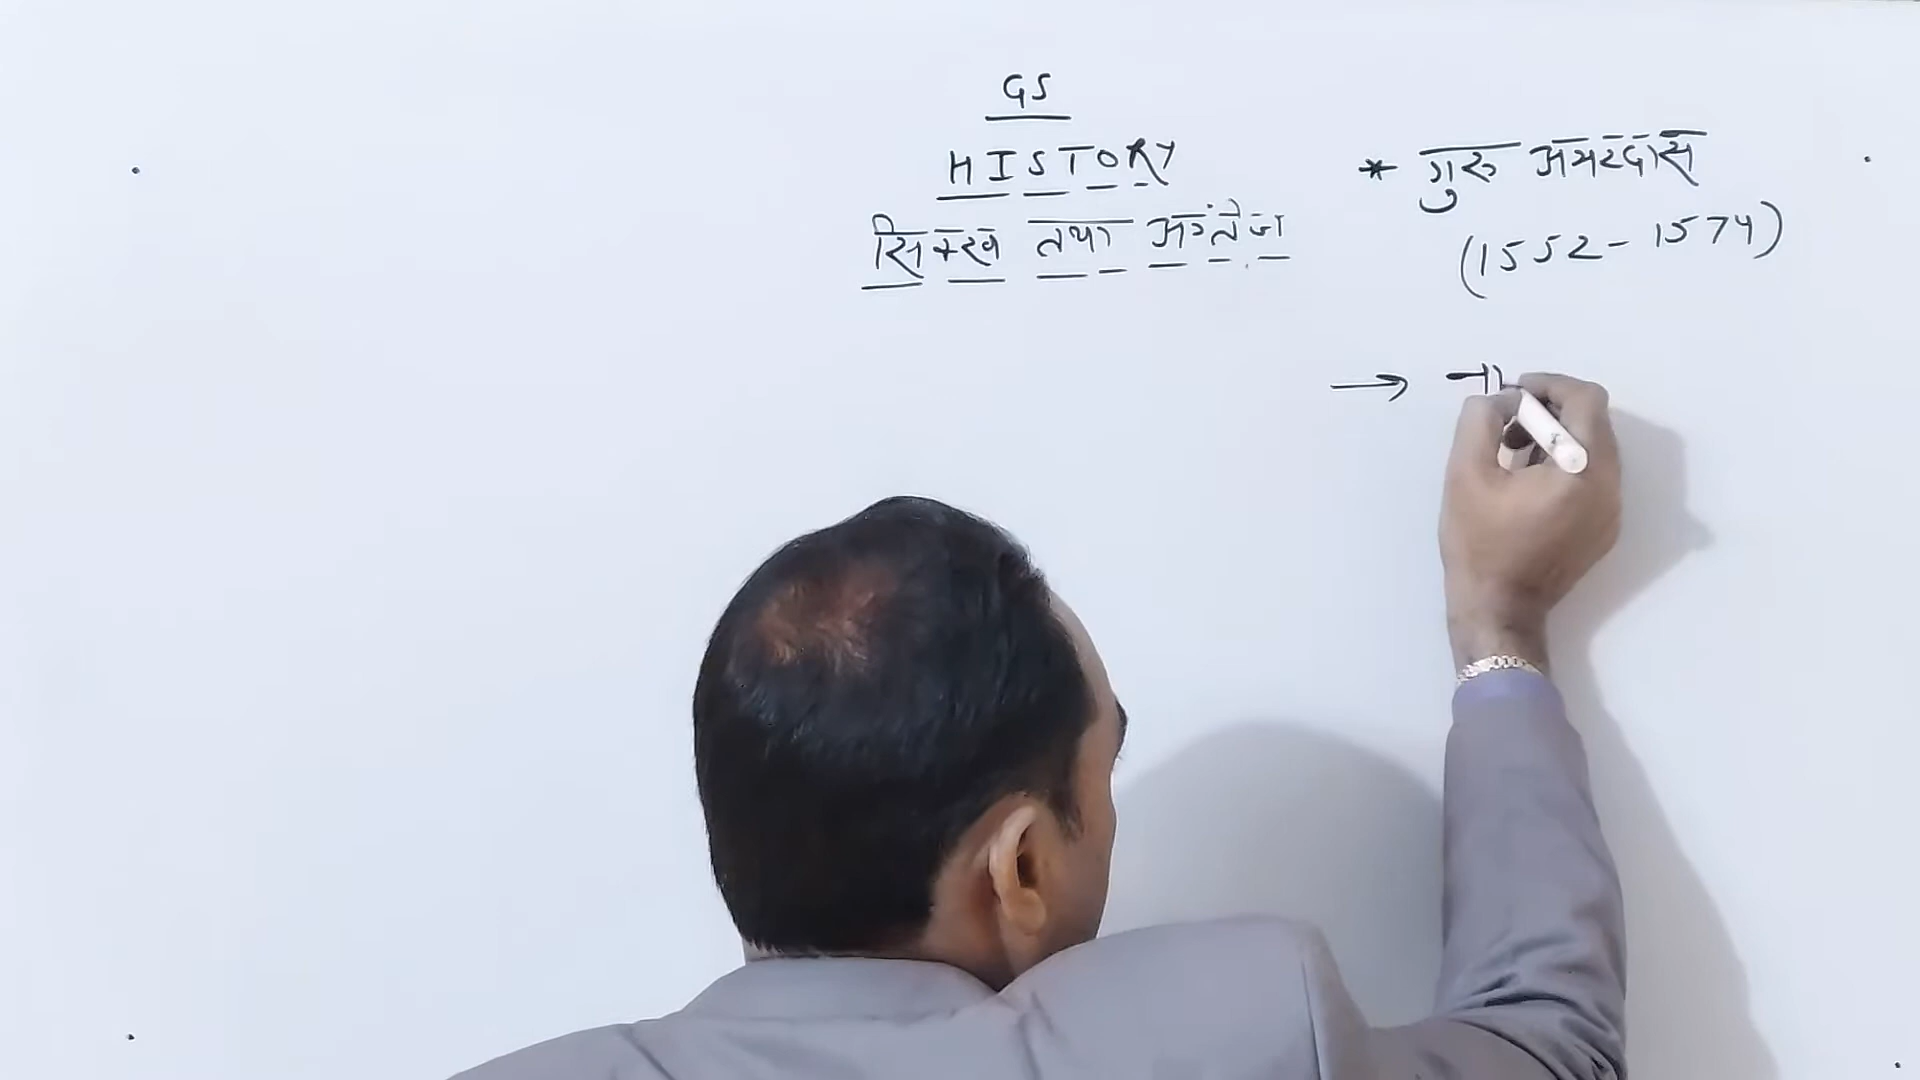 GS
HISTORY
सिक्ख तथा अंग्रेज
* गुरु अमरदास
(1552-1574)
→